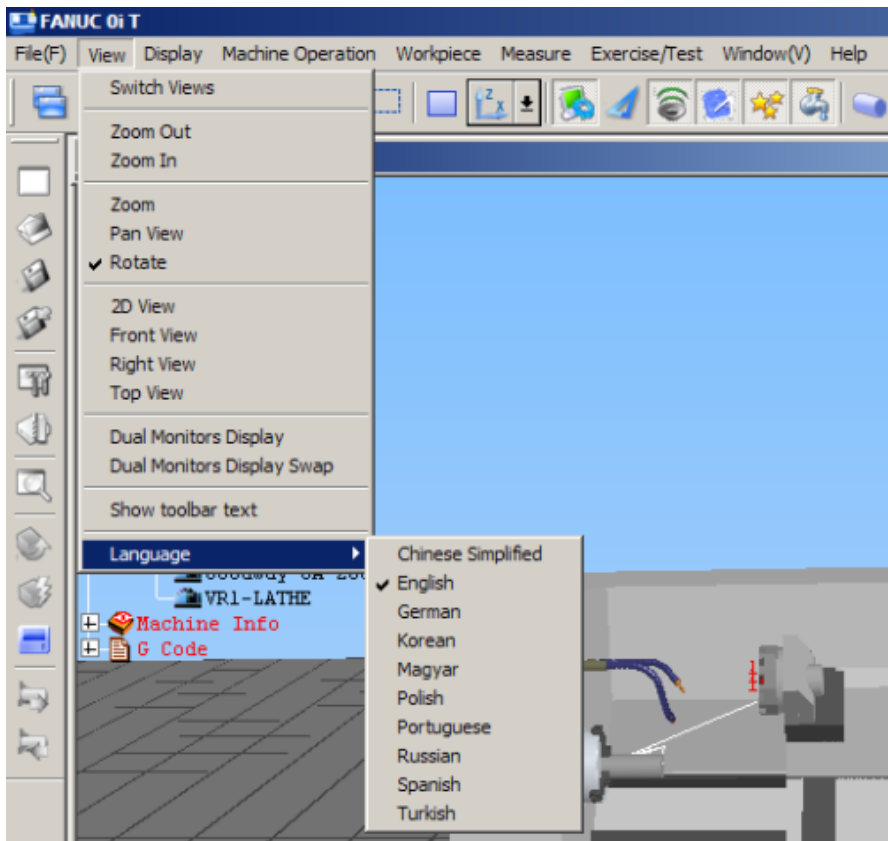 FANUC 0i T
File(F) View Display Machine Operation Workpiece Measure Exercise/Test Window(V) Help
Switch Views
Zoom Out
Zoom In
Zoom
Pan View
Rotate
2D View
Front View
Right View
Top View
Dual Monitors Display
Dual Monitors Display Swap
Show toolbar text
Language
Chinese Simplified
English
German
Korean
Magyar
Polish
Portuguese
Russian
Spanish
Turkish
VR1-LATHE
Machine Info
G Code